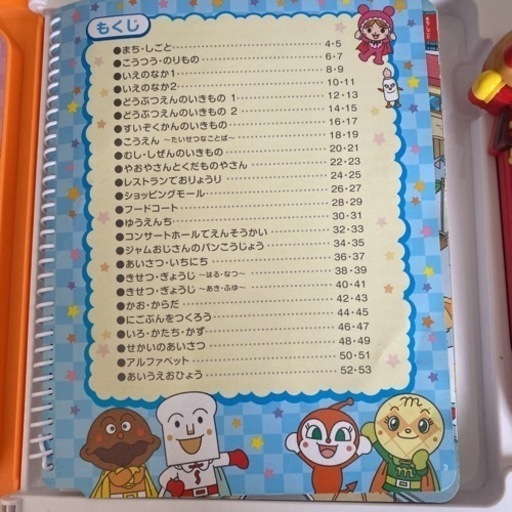 もくじ
●まち・しごと………4・5
●こうつう・のりもの………6・7
●いえのなか1………8・9
●いえのなか2………10・11
●どうぶつえんのいきもの 1………12・13
●どうぶつえんのいきもの 2………14・15
●すいぞくかんのいきもの………16・17
●こうえん ～たいせつなことば～………18・19
●むし・しぜんのいきもの………20・21
●やおやさんとくだものやさん………22・23
●レストランでおりょうり………24・25
●ショッピングモール………26・27
●フードコート………28・29
●ゆうえんち………30・31
●コンサートホールでえんそうかい………32・33
●ジャムおじさんのパンこうじょう………34・35
●あいさつ・いちにち………36・37
●きせつ・ぎょうじ ～はる・なつ～………38・39
●きせつ・ぎょうじ ～あき・ふゆ～………40・41
●かお・からだ………42・43
●にごぶんをつくろう………44・45
●いろ・かたち・かず………46・47
●せかいのあいさつ………48・49
●アルファベット………50・51
●あいうえおひょう………52・53
3